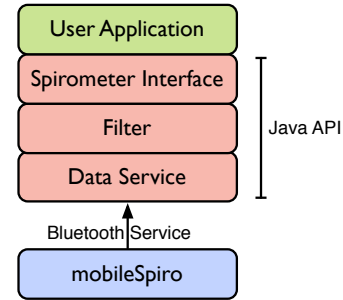 User Application
Spirometer Interface
Filter
Java API
Data Service
Bluetooth Service
mobileSpiro